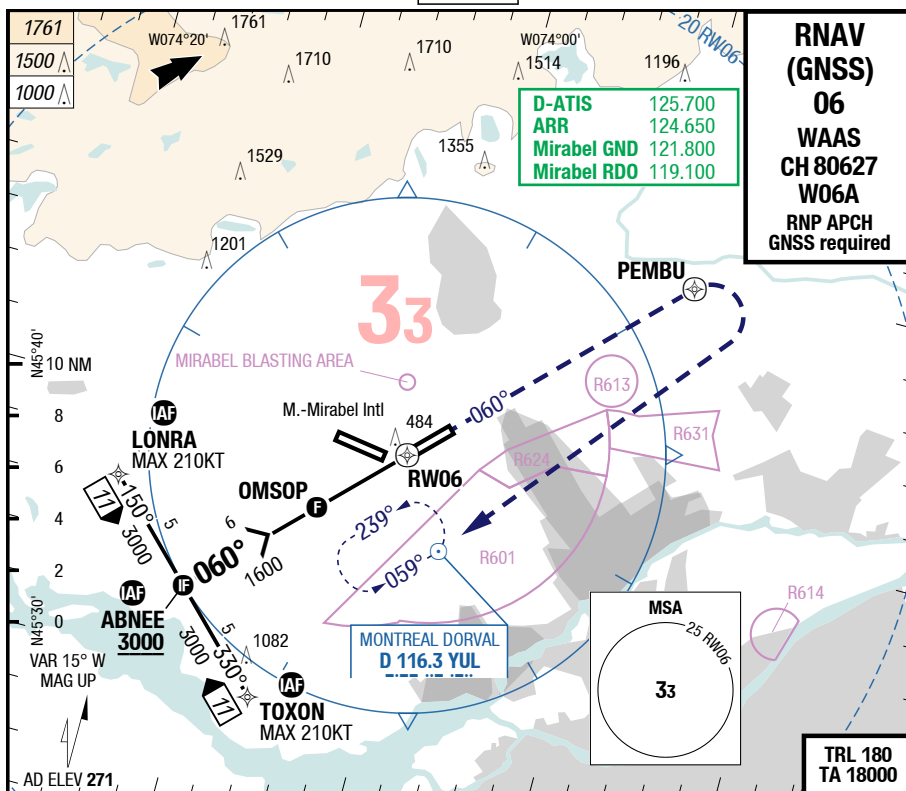 1761
1500
1000
W074°20'
1761
1710
1710
W074°00'
1514
1196
20 RW06
RNAV
(GNSS)
06
WAAS
CH 80627
W06A
RNP APCH
GNSS required
D-ATIS 125.700
ARR 124.650
Mirabel GND 121.800
Mirabel RDO 119.100
1529
1355
1201
PEMBU
33
N45°40'
10 NM
MIRABEL BLASTING AREA
R613
060°
8
IAF
LONRA
MAX 210KT
M.-Mirabel Intl
484
R631
R624
RW06
6
OMSOP
F
11
150°
5
3000
6
060°
1600
239°
059°
R601
4
2
IAF
ABNEE
3000
IF
N45°30'
0
R614
MSA
25 RW06
33
5
3000
330°
1082
11
MONTREAL DORVAL
D 116.3 YUL
VAR 15° W
MAG UP
IAF
TOXON
MAX 210KT
AD ELEV 271
TRL 180
TA 18000